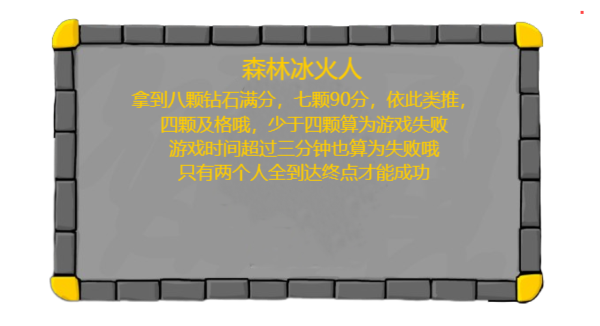 森林冰火人
拿到八颗钻石满分，七颗90分，依此类推，
四颗及格哦，少于四颗算为游戏失败
游戏时间超过三分钟也算为失败哦
只有两个人全到达终点才能成功